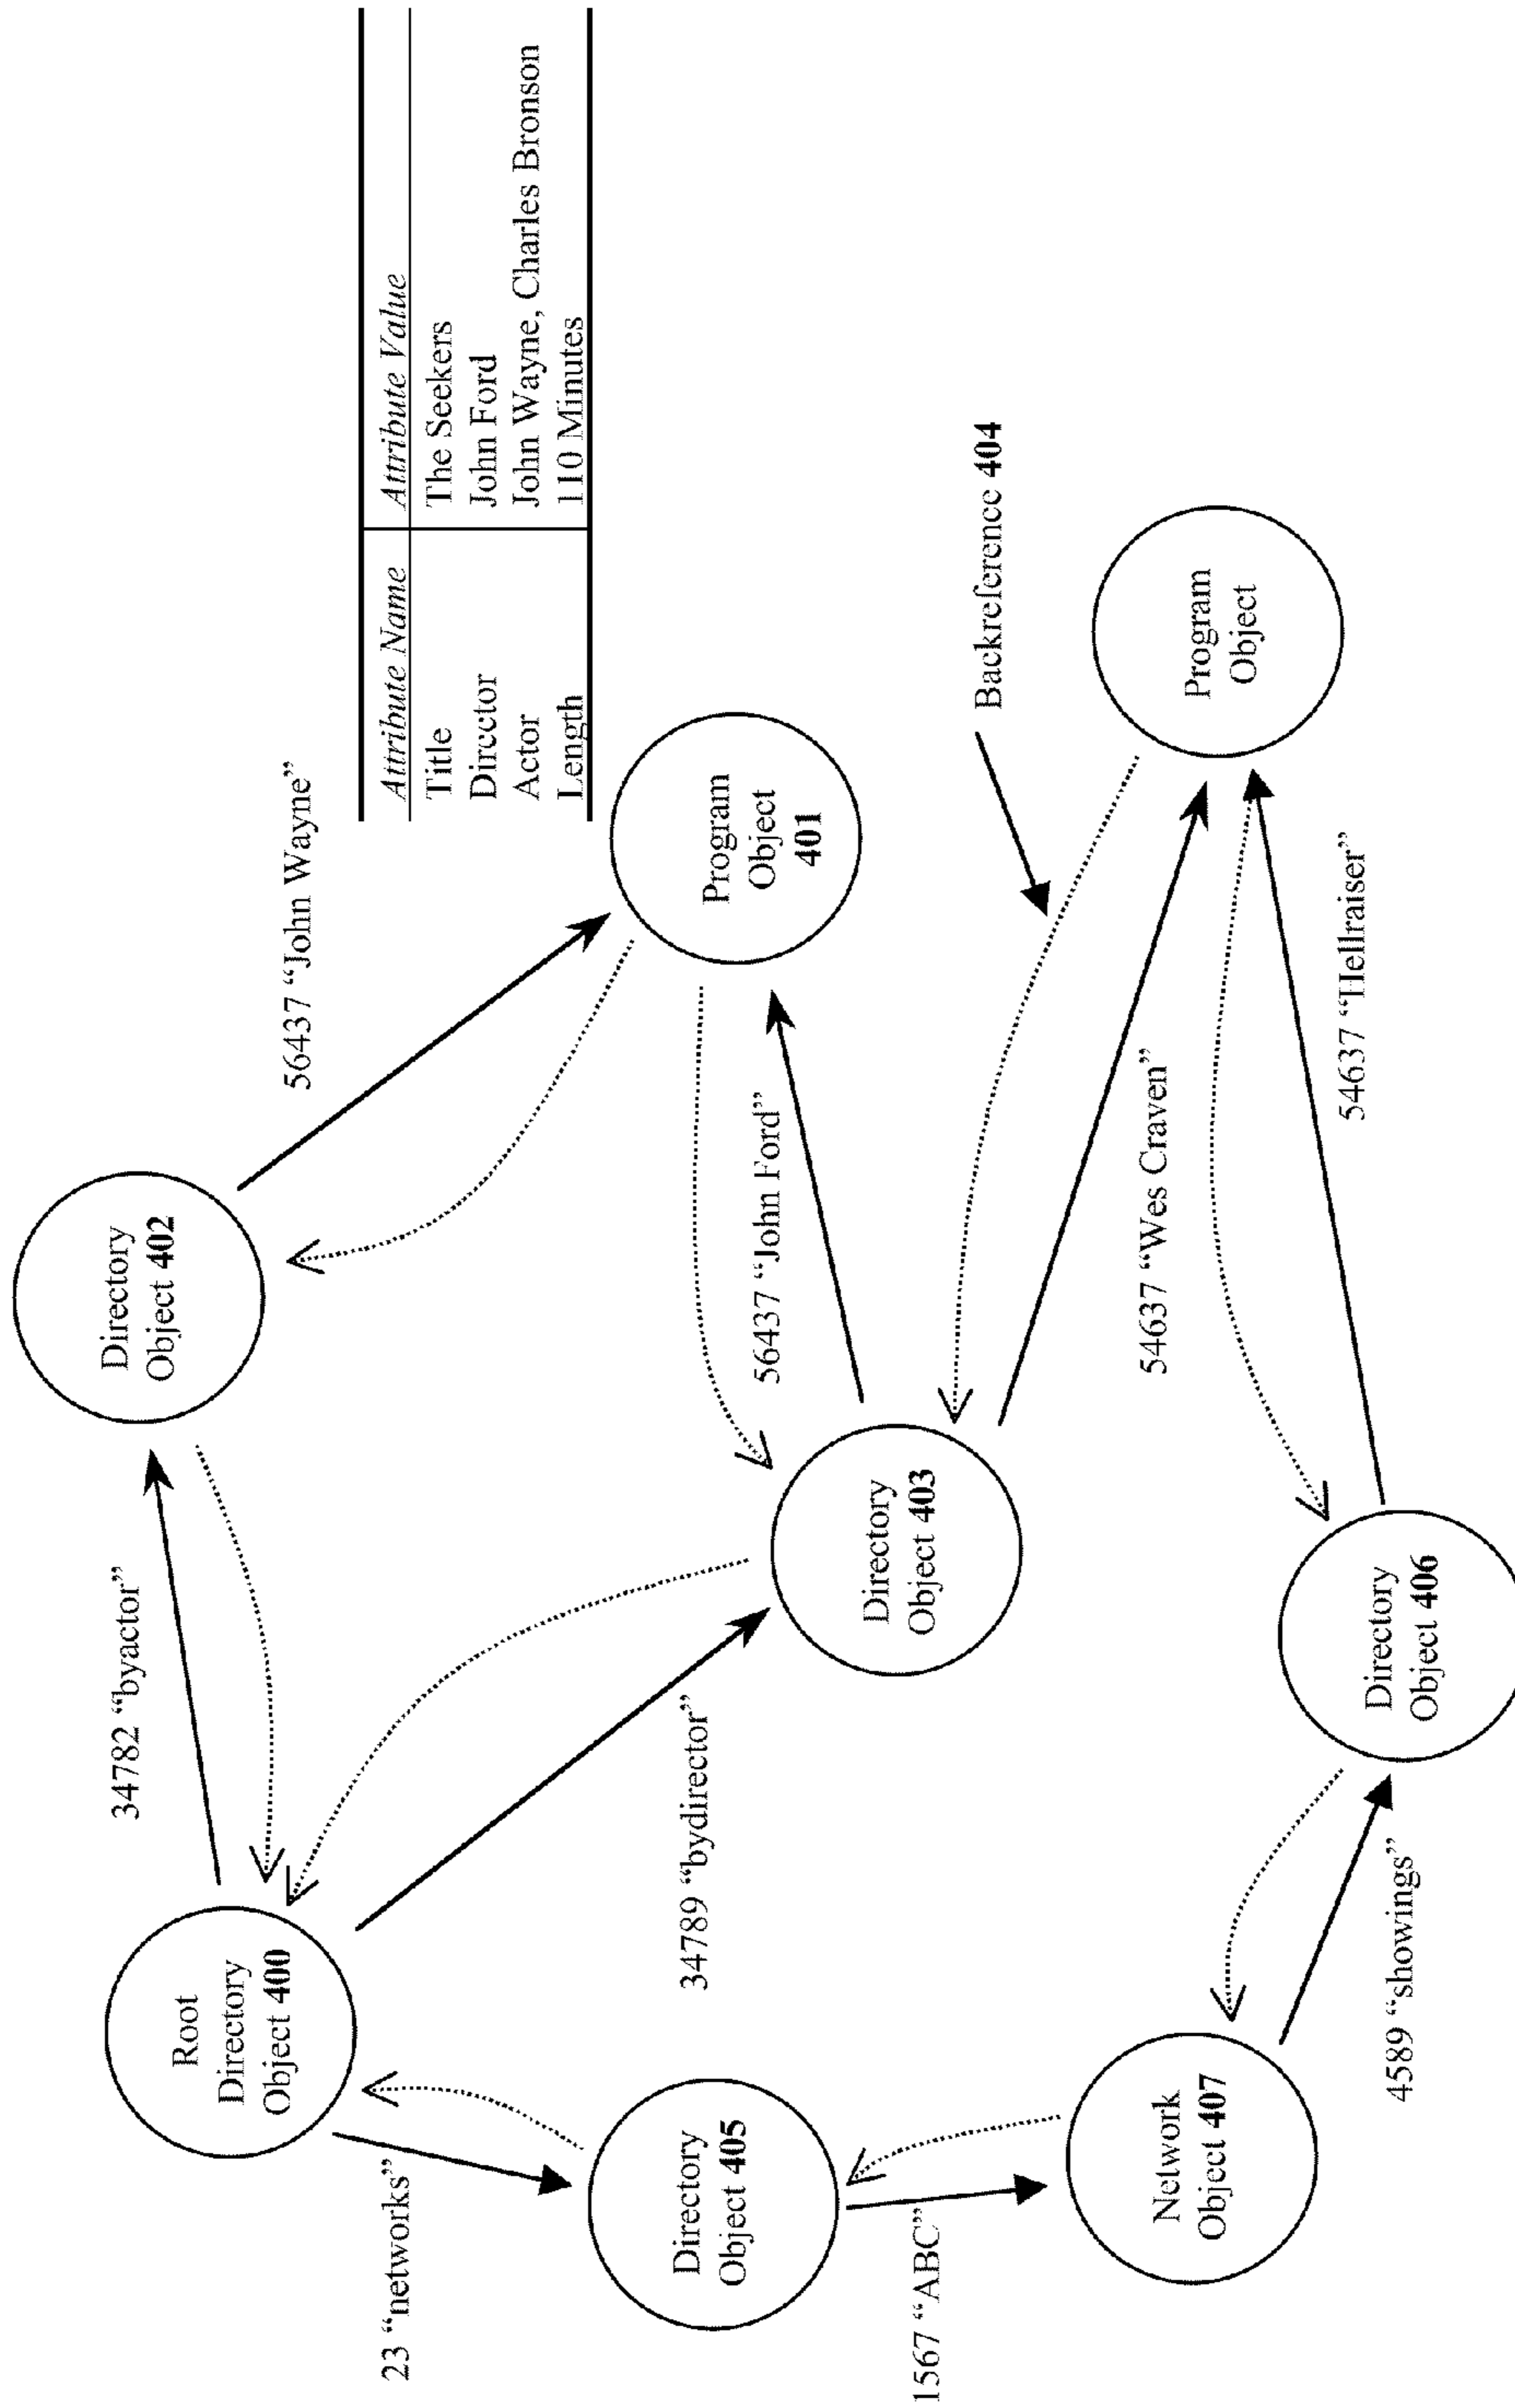 34782 “byactor”
56437 “John Wayne”
Directory
Object 402
Root
Directory
Object 400
Attribute Name Attribute Value
Title The Seekers
Director John Ford
Actor John Wayne, Charles Bronson
Length 110 Minutes
23 “networks”
34789 “bydirector”
Program
Object
401
56437 “John Ford”
Directory
Object 405
Directory
Object 403
Backreference 404
1567 “ABC”
54637 “Wes Craven”
Program
Object
Network
Object 407
54637 “Hellraiser”
Directory
Object 406
4589 “showings”